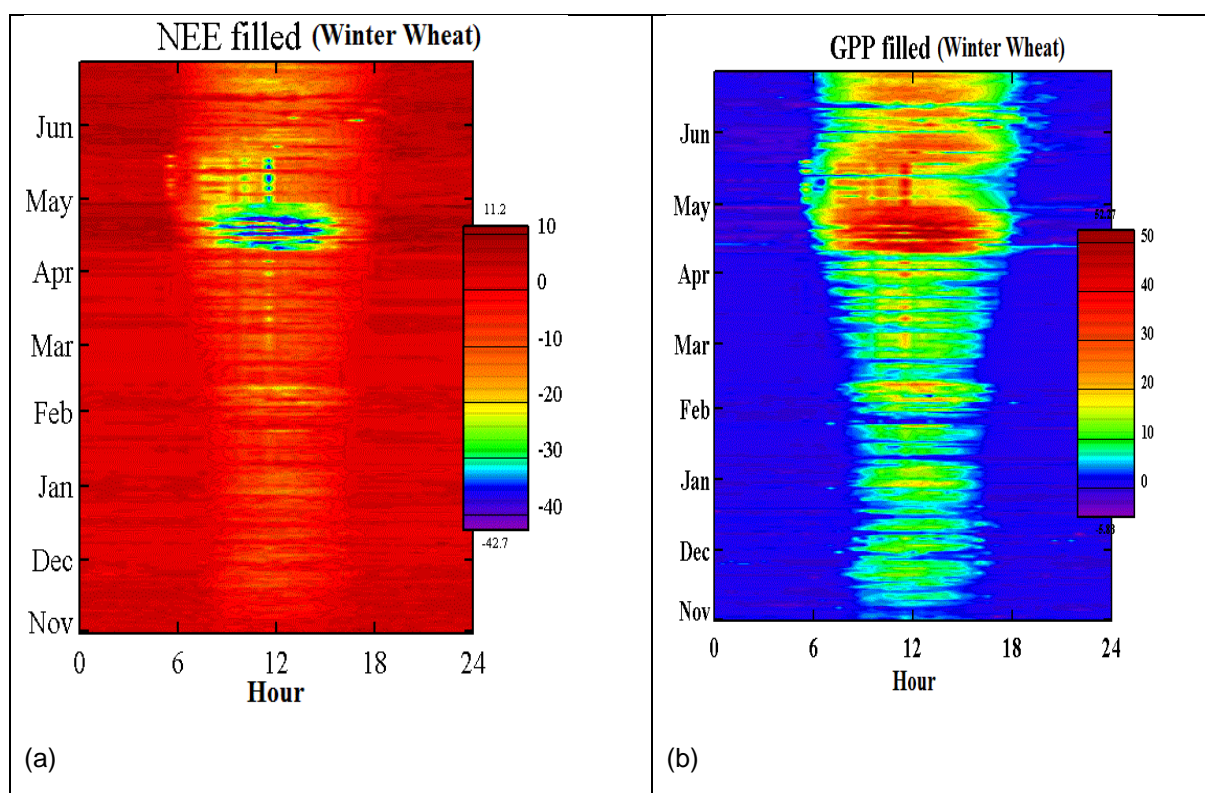 NEE filled (Winter Wheat)
Jun
May
Apr
Mar
Feb
Jan
Dec
Nov
0 6 12 18 24
Hour
11.2
10
0
-10
-20
-30
-40
-42.7
(a)
GPP filled (Winter Wheat)
Jun
May
Apr
Mar
Feb
Jan
Dec
Nov
0 6 12 18 24
Hour
50
40
30
20
10
0
(b)